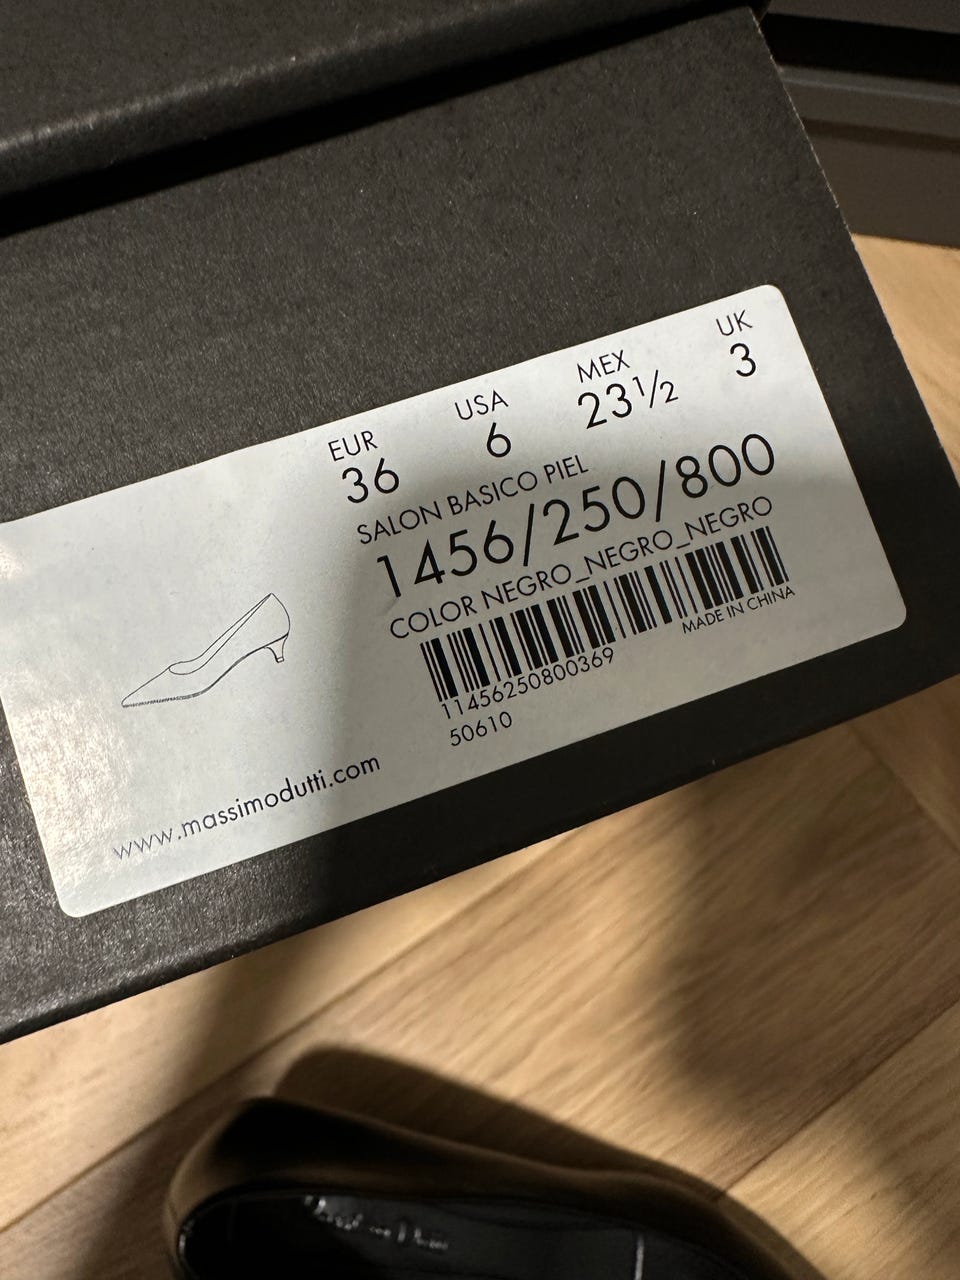 EUR 36 USA 6 MEX 23½ UK 3
SALON BASICO PIEL
1456/250/800
COLOR NEGRO_NEGRO_NEGRO
11456250800369
MADE IN CHINA
50610
www.massimodutti.com